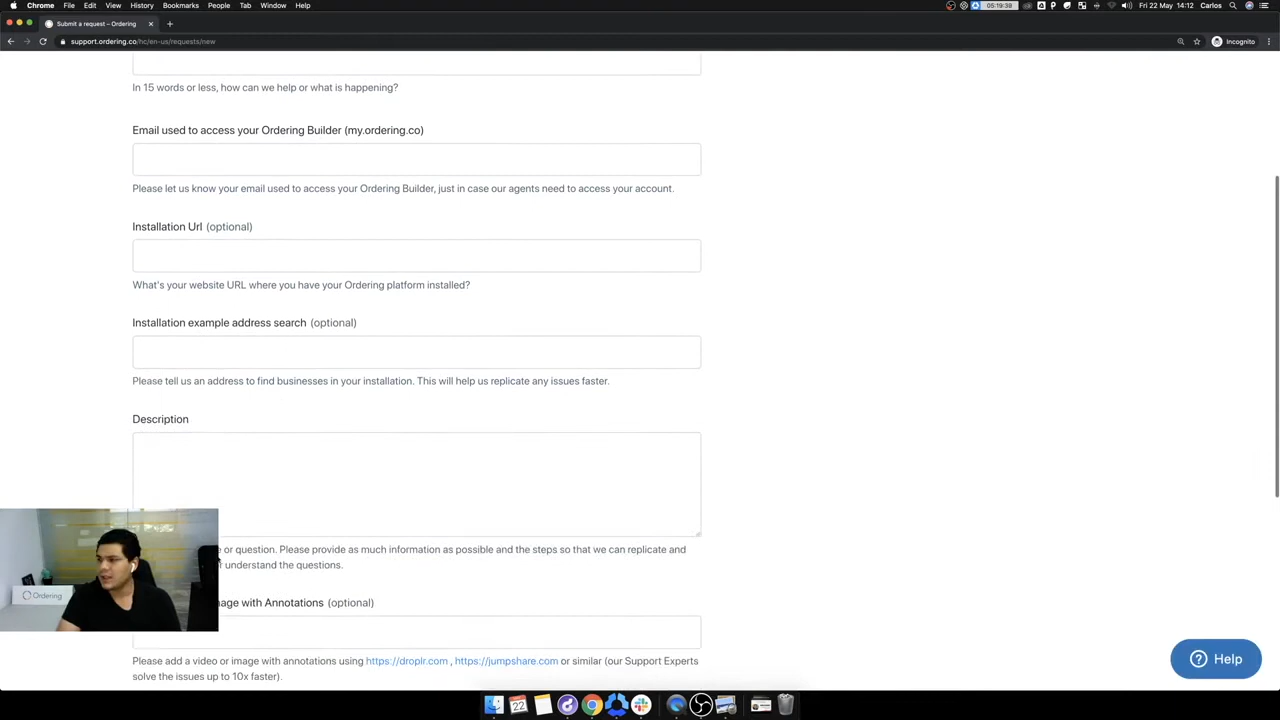 Chrome File Edit View History Bookmarks People Tab Window Help
05:19:39
Fri 22 May 14:12 Carlos
Submit a request – Ordering
support.ordering.co/hc/en-us/requests/new
Incognito
In 15 words or less, how can we help or what is happening?
Email used to access your Ordering Builder (my.ordering.co)
Please let us know your email used to access your Ordering Builder, just in case our agents need to access your account.
Installation Url (optional)
What's your website URL where you have your Ordering platform installed?
Installation example address search (optional)
Please tell us an address to find businesses in your installation. This will help us replicate any issues faster.
Description
or question. Please provide as much information as possible and the steps so that we can replicate and
understand the questions.
with Annotations (optional)
Please add a video or image with annotations using https://droplr.com , https://jumpshare.com or similar (our Support Experts
solve the issues up to 10x faster).
Ordering
Help
22